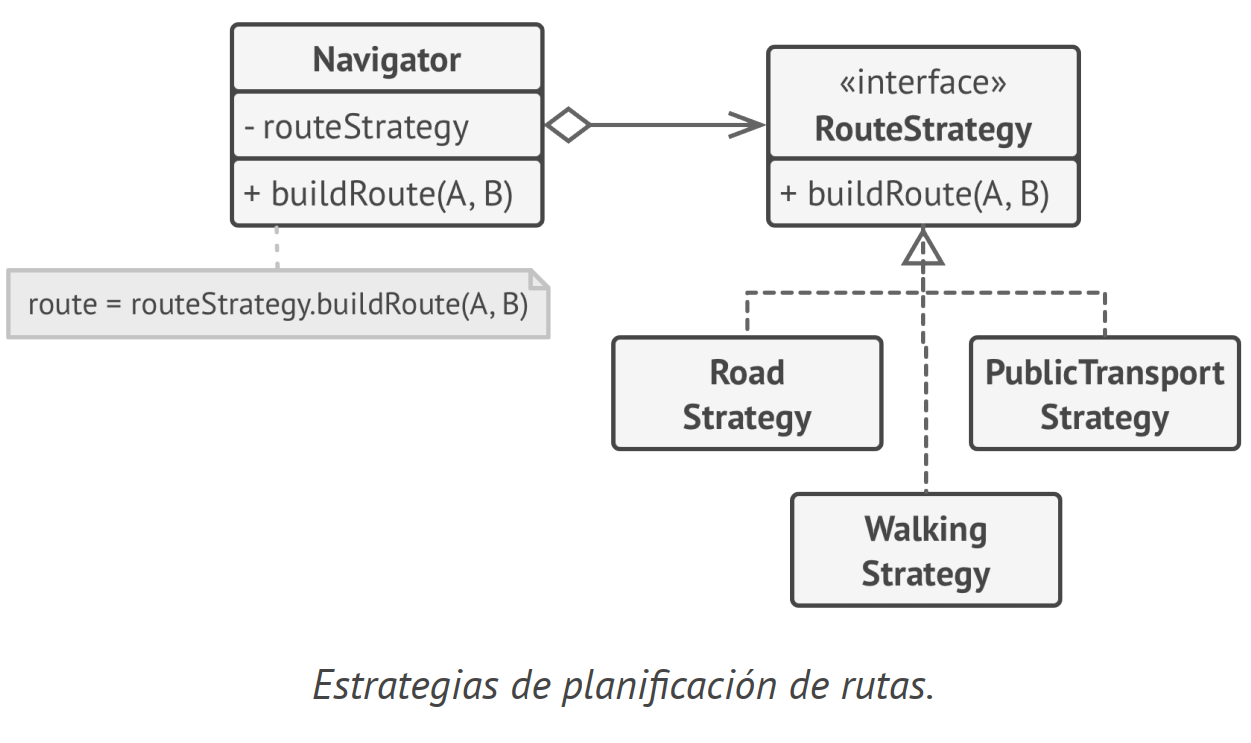 Navigator
- routeStrategy
+ buildRoute(A, B)
route = routeStrategy.buildRoute(A, B)
«interface»
RouteStrategy
+ buildRoute(A, B)
Road
Strategy
PublicTransport
Strategy
Walking
Strategy
Estrategias de planificación de rutas.